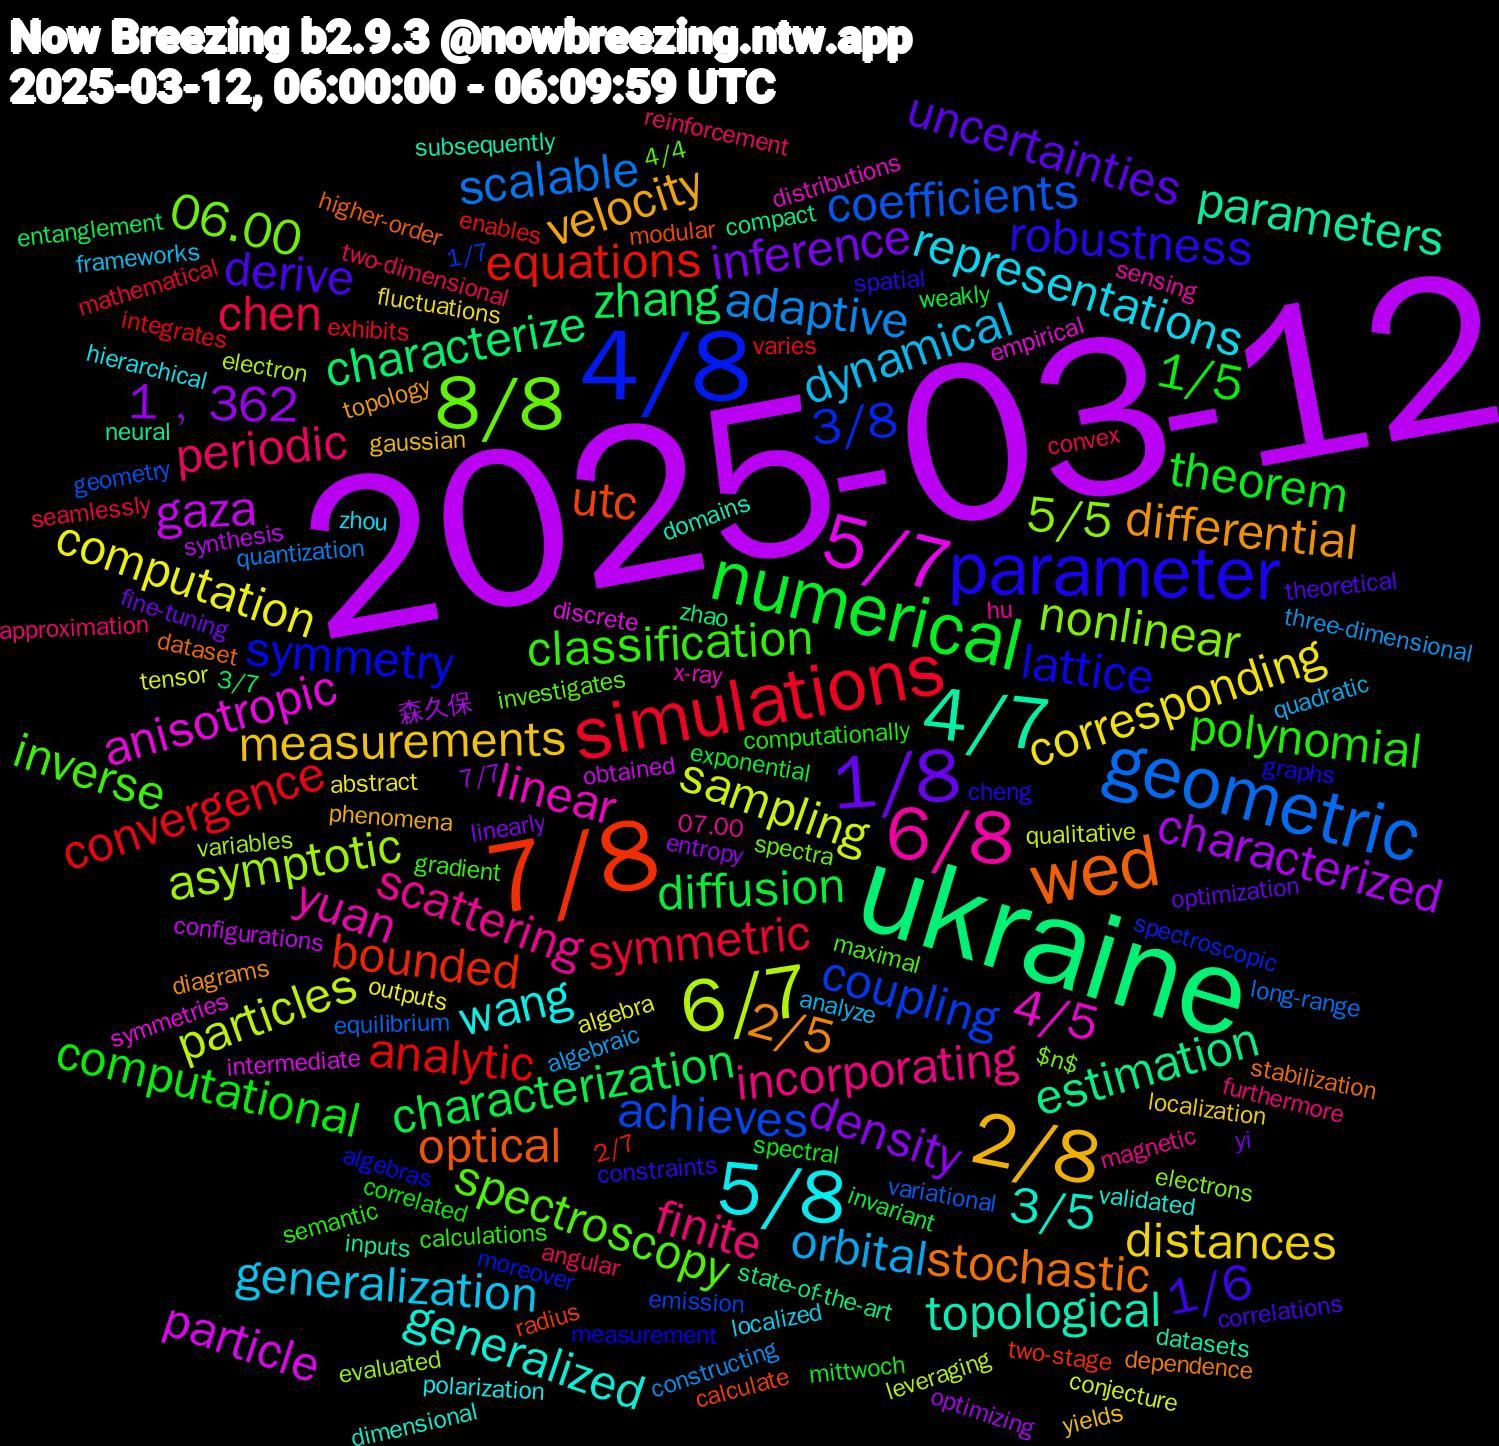 Now Breezing b2.9.3 @nowbreezing.ntw.app
2025-03-12, 06:00:00 - 06:09:59 UTC
reinforcement
uncertainties
4/4
subsequently
scalable
06.00
velocity
distributions
coefficients
parameters
higher-order
enables
modular
compact
entanglement
1/7
frameworks
two-dimensional
equations
inference
robustness
representations
sensing
derive
spatial
zhang
weakly
mathematical
chen
fluctuations
adaptive
empirical
2025-03-12
integrates
exhibits
characterize
4/8
dynamical
varies
hierarchical
electron
8/8
1/5
topology
1 , 362
3/8
neural
periodic
gaussian
convex
theorem
geometry
seamlessly
utc
gaza
zhou
domains
5/5
differential
synthesis
5/7
computation
quantization
numerical
parameter
theoretical
fine-tuning
discrete
zhao
nonlinear
hu
three-dimensional
approximation
dataset
symmetry
classification
lattice
tensor
3/7
x-ray
investigates
森久保
simulations
4/7
corresponding
quadratic
anisotropic
polynomial
computationally
measurements
inverse
linear
obtained
exponential
1/8
geometric
graphs
7/7
abstract
sampling
cheng
phenomena
convergence
linearly
6/8
07.00
qualitative
variables
7/8
entropy
spectra
characterized
asymptotic
gradient
wed
ukraine
leveraging
diffusion
yuan
scattering
optimization
configurations
symmetric
spectroscopic
bounded
maximal
diagrams
6/7
coupling
long-range
particles
outputs
wang
2/5
4/5
symmetries
equilibrium
algebra
analyze
variational
estimation
$n$
intermediate
algebraic
analytic
computational
incorporating
stabilization
characterization
achieves
density
furthermore
localization
2/7
optical
magnetic
yi
algebras
2/8
constraints
spectral
5/8
electrons
validated
3/5
correlated
spectroscopy
finite
invariant
semantic
calculations
inputs
orbital
distances
angular
generalization
moreover
state-of-the-art
stochastic
1/6
particle
emission
topological
correlations
radius
measurement
localized
datasets
generalized
constructing
two-stage
dependence
evaluated
mittwoch
polarization
calculate
conjecture
optimizing
dimensional
yields